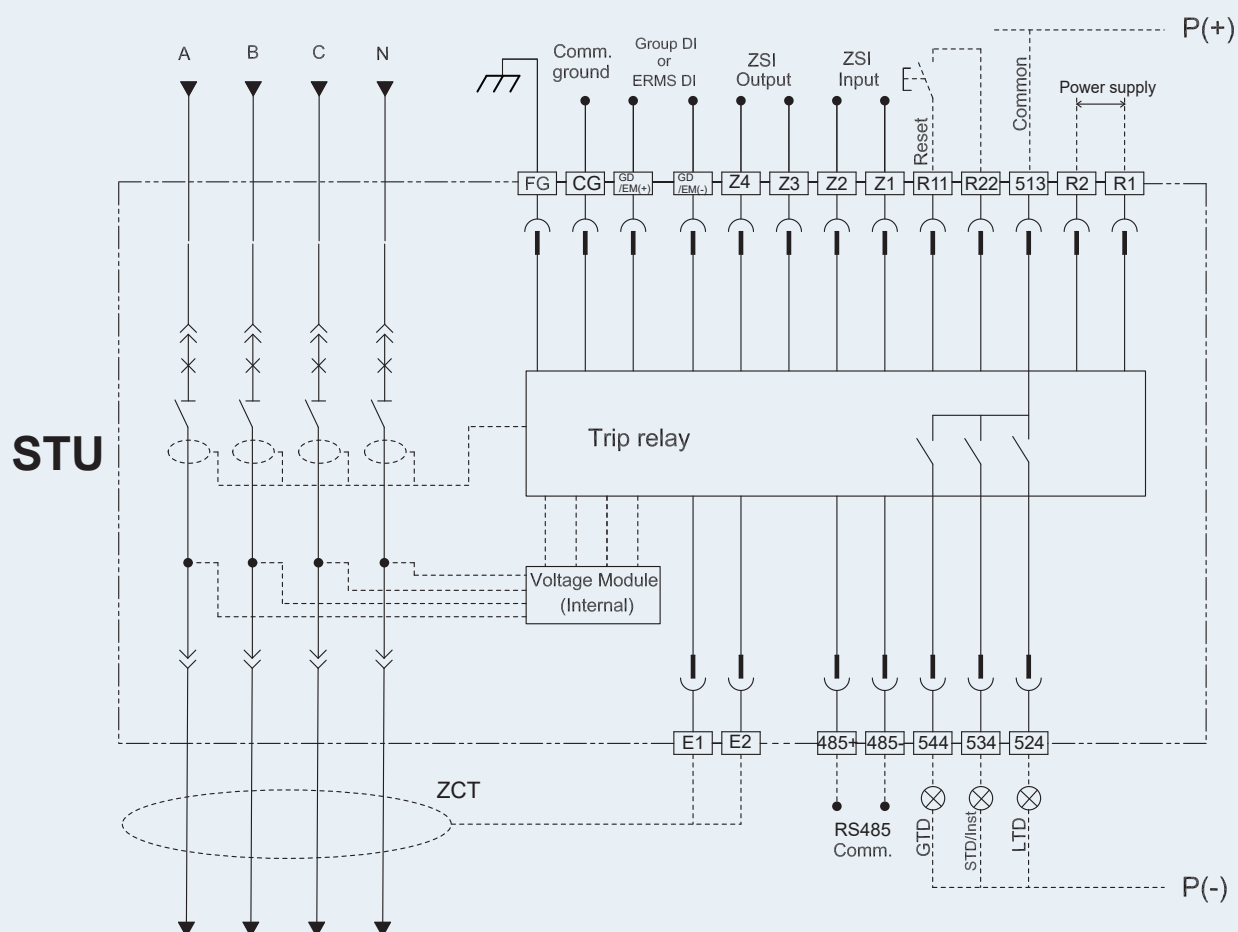 P(+)
A
B
C
N
Comm.
ground
Group DI
or
ERMS DI
ZSI
Output
ZSI
Input
Reset
Common
Power supply
FG
CG
GD
/EM(+)
GD
/EM(-)
Z4
Z3
Z2
Z1
R11
R22
513
R2
R1
STU
Trip relay
Voltage Module
(Internal)
E1
E2
485+
485-
544
534
524
ZCT
RS485
Comm.
GTD
STD/Inst
LTD
P(-)